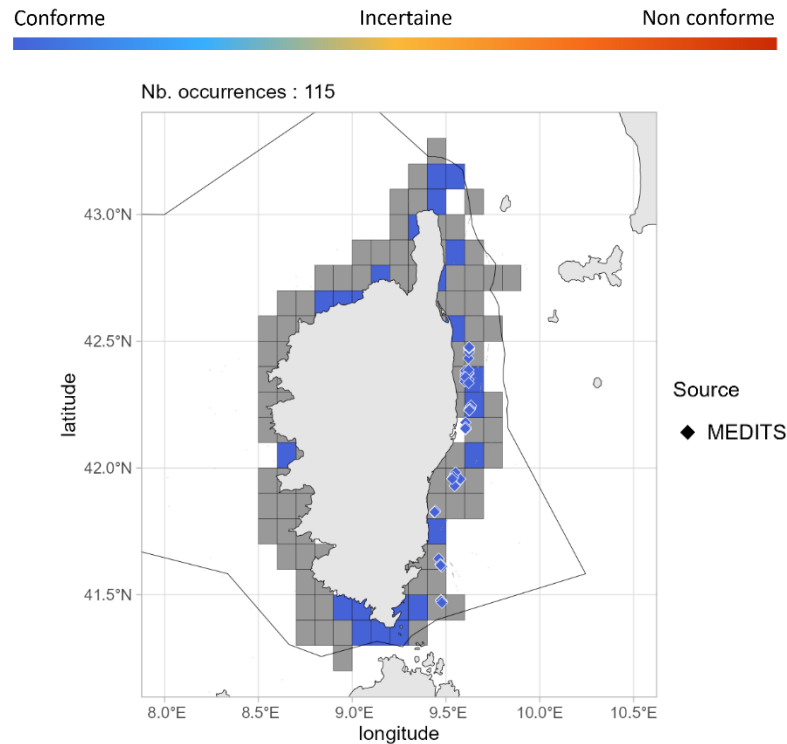 Conforme Incertaine Non conforme
Nb. occurrences : 115
43.0°N
42.5°N
42.0°N
41.5°N
latitude
8.0°E 8.5°E 9.0°E 9.5°E 10.0°E 10.5°E
longitude
Source
MEDITS